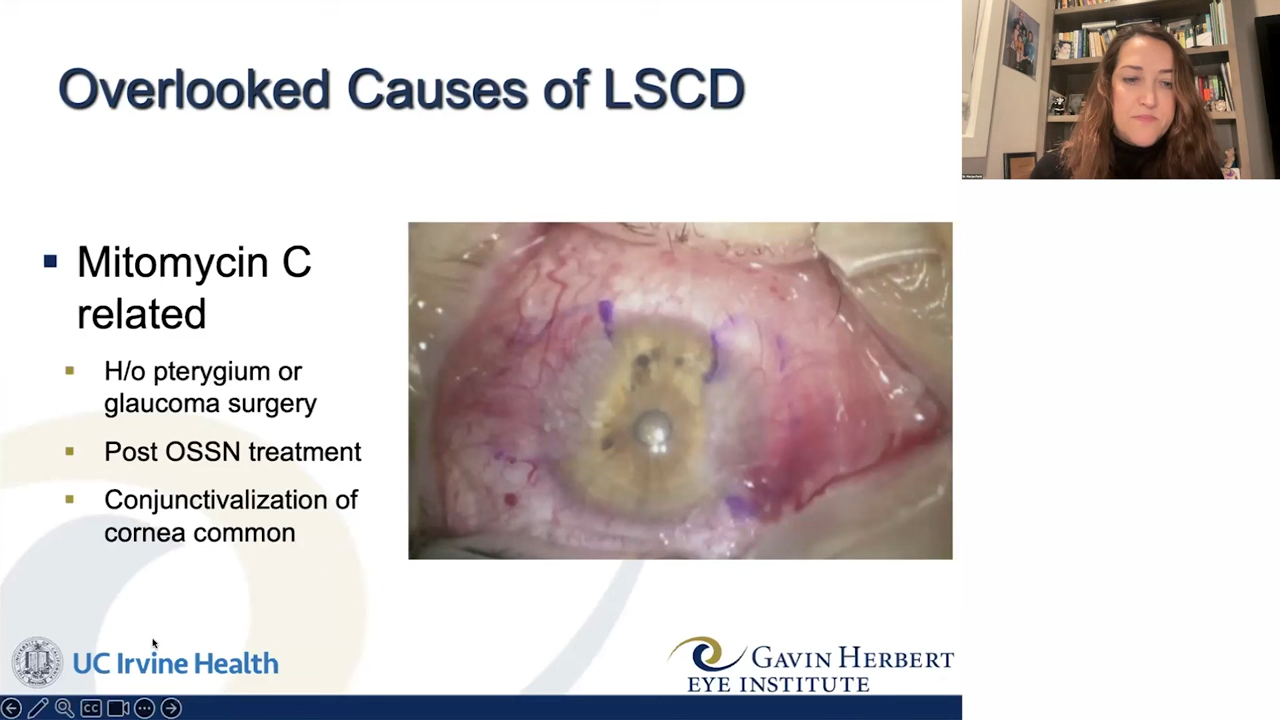 Overlooked Causes of LSCD
Mitomycin C
related
H/o pterygium or
glaucoma surgery
Post OSSN treatment
Conjunctivalization of
cornea common
UC Irvine Health
GAVIN HERBERT
EYE INSTITUTE
CC